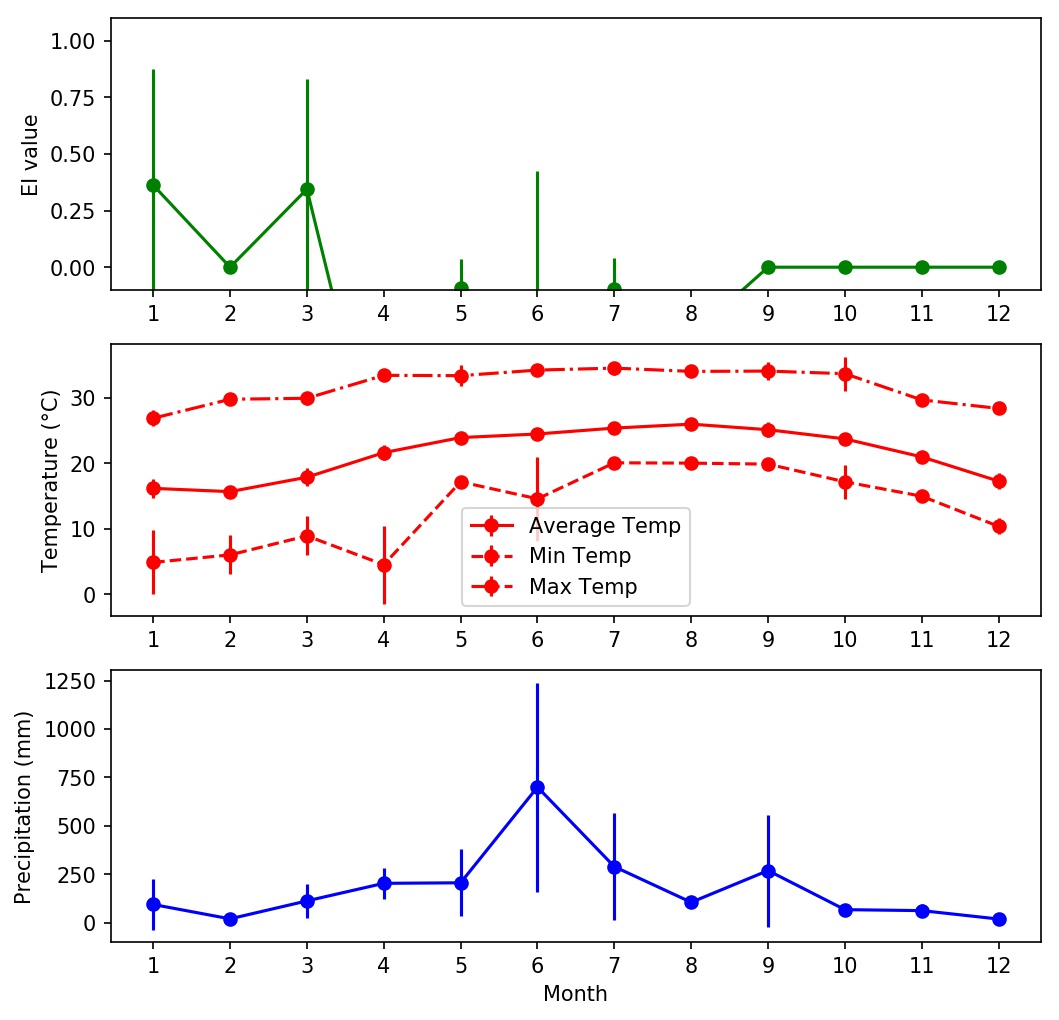 EI value
1.00
0.75
0.50
0.25
0.00
1 2 3 4 5 6 7 8 9 10 11 12
Temperature (°C)
30
20
10
0
Average Temp
Min Temp
Max Temp
1 2 3 4 5 6 7 8 9 10 11 12
Precipitation (mm)
1250
1000
750
500
250
0
1 2 3 4 5 6 7 8 9 10 11 12
Month